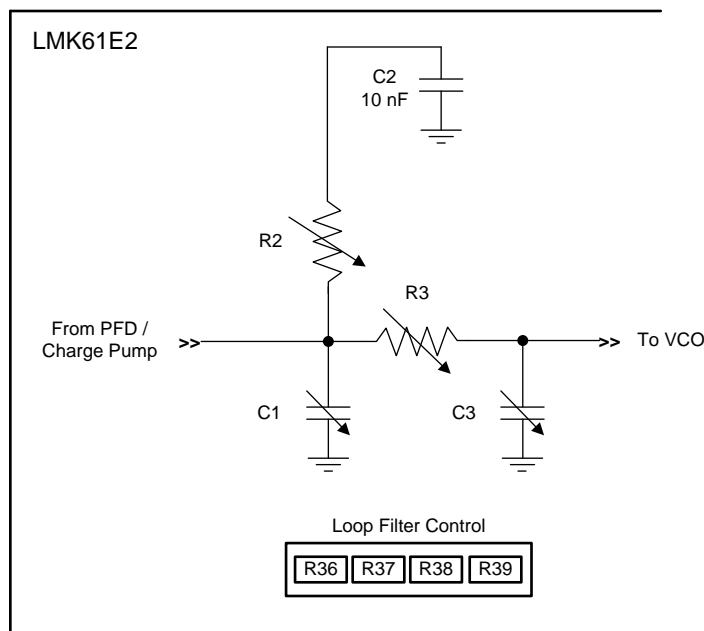 LMK61E2
C2
10 nF
R2
R3
From PFD /
Charge Pump
>>
>>
To VCO
C1
C3
Loop Filter Control
R36 R37 R38 R39